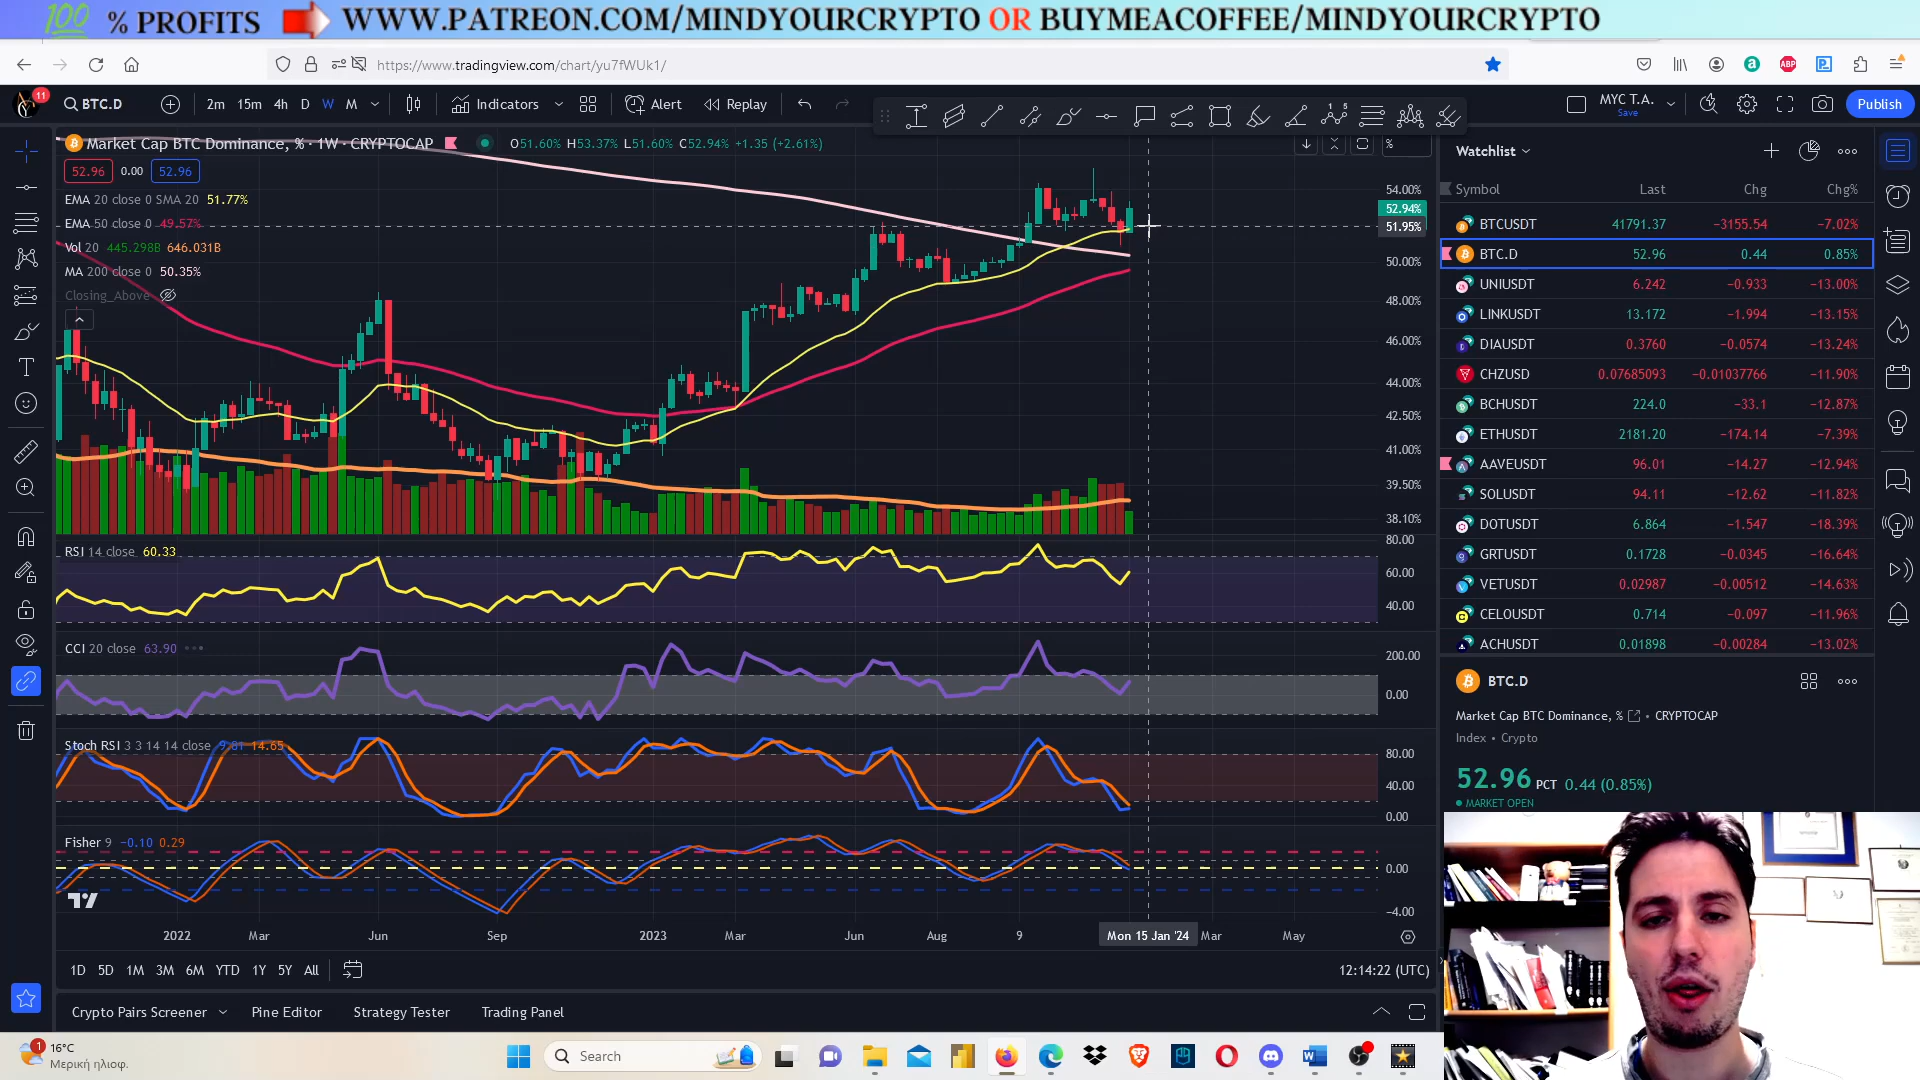 100 % PROFITS WWW.PATREON.COM/MINDYOURCRYPTO OR BUYMEACOFFEE/MINDYOURCRYPTO
https://www.tradingview.com/chart/yu7fWUk1/
11 BTC.D 2m 15m 4h D W M Indicators Alert Replay MYC T.A. Save Publish
Market Cap BTC Dominance, % · 1W · CRYPTOCAP O51.60% H53.37% L51.60% C52.94% +1.35 (+2.61%) %
52.96 0.00 52.96
EMA 20 close 0 SMA 20 51.77%
EMA 50 close 0 49.57%
Vol 20 445.298B 646.031B
MA 200 close 0 50.35%
Closing_Above
54.00%
52.94%
51.95%
50.00%
48.00%
46.00%
44.00%
42.50%
41.00%
39.50%
38.10%
RSI 14 close 60.33
80.00
60.00
40.00
CCI 20 close 63.90
200.00
0.00
Stoch RSI 3 3 14 14 close 9.81 14.65
80.00
40.00
0.00
Fisher 9 −0.10 0.29
0.00
−4.00
2022 Mar Jun Sep 2023 Mar Jun Aug 9 Mon 15 Jan '24 Mar May
1D 5D 1M 3M 6M YTD 1Y 5Y All 12:14:22 (UTC)
Crypto Pairs Screener Pine Editor Strategy Tester Trading Panel
Watchlist
Symbol Last Chg Chg%
BTCUSDT 41791.37 −3155.54 −7.02%
BTC.D 52.96 0.44 0.85%
UNIUSDT 6.242 −0.933 −13.00%
LINKUSDT 13.172 −1.994 −13.15%
DIAUSDT 0.3760 −0.0574 −13.24%
CHZUSD 0.07685093 −0.01037766 −11.90%
BCHUSDT 224.0 −33.1 −12.87%
ETHUSDT 2181.20 −174.14 −7.39%
AAVEUSDT 96.01 −14.27 −12.94%
SOLUSDT 94.11 −12.62 −11.82%
DOTUSDT 6.864 −1.547 −18.39%
GRTUSDT 0.1728 −0.0345 −16.64%
VETUSDT 0.02987 −0.00512 −14.63%
CELOUSDT 0.714 −0.097 −11.96%
ACHUSDT 0.01898 −0.00284 −13.02%
BTC.D
Market Cap BTC Dominance, % • CRYPTOCAP
Index • Crypto
52.96 PCT 0.44 (0.85%)
MARKET OPEN
1 16°C
Μερική ηλιοφ.
Search